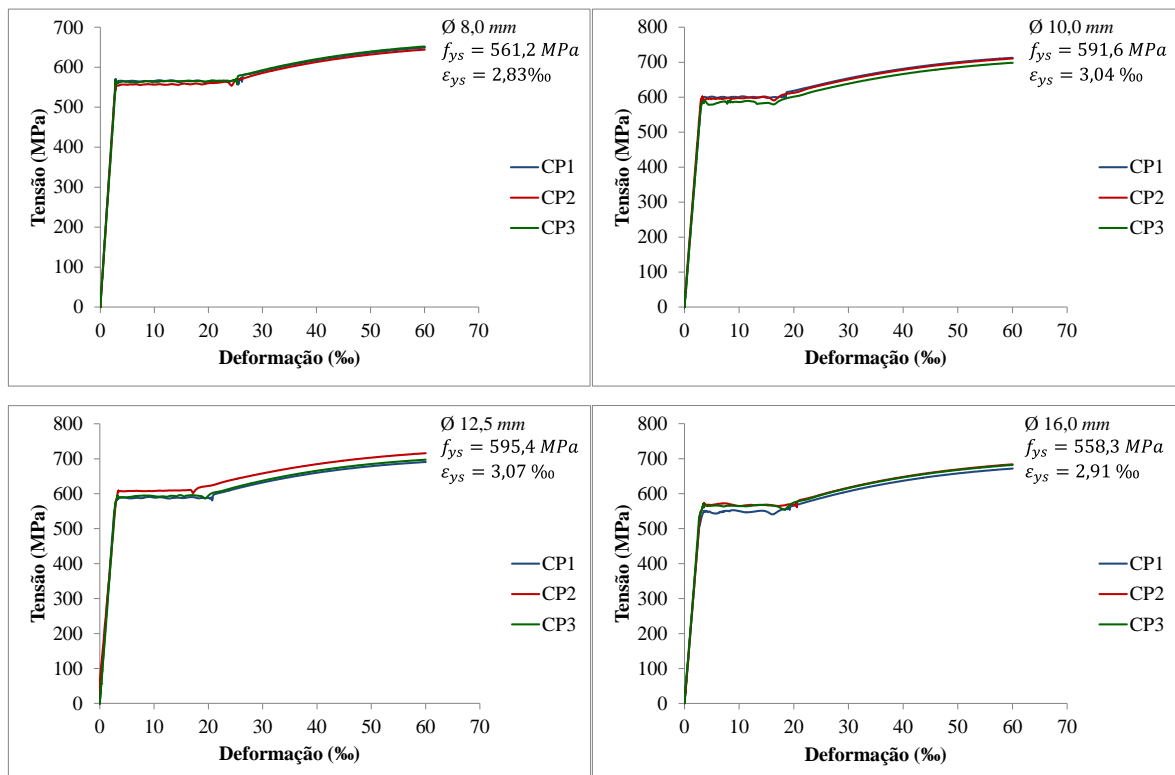 Ø 8,0 mm
f_ys = 561,2 MPa
ε_ys = 2,83‰
700
600
500
400
300
200
100
0
Tensão (MPa)
0 10 20 30 40 50 60 70
Deformação (‰)
CP1
CP2
CP3
Ø 10,0 mm
f_ys = 591,6 MPa
ε_ys = 3,04 ‰
800
700
600
500
400
300
200
100
0
Tensão (MPa)
0 10 20 30 40 50 60 70
Deformação (‰)
CP1
CP2
CP3
Ø 12,5 mm
f_ys = 595,4 MPa
ε_ys = 3,07 ‰
800
700
600
500
400
300
200
100
0
Tensão (MPa)
0 10 20 30 40 50 60 70
Deformação (‰)
CP1
CP2
CP3
Ø 16,0 mm
f_ys = 558,3 MPa
ε_ys = 2,91 ‰
800
700
600
500
400
300
200
100
0
Tensão (MPa)
0 10 20 30 40 50 60 70
Deformação (‰)
CP1
CP2
CP3